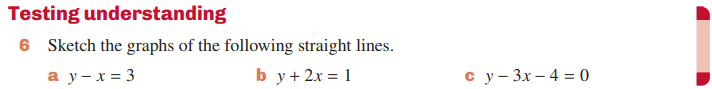 Testing understanding
6 Sketch the graphs of the following straight lines.
a y − x = 3 b y + 2x = 1 c y − 3x − 4 = 0